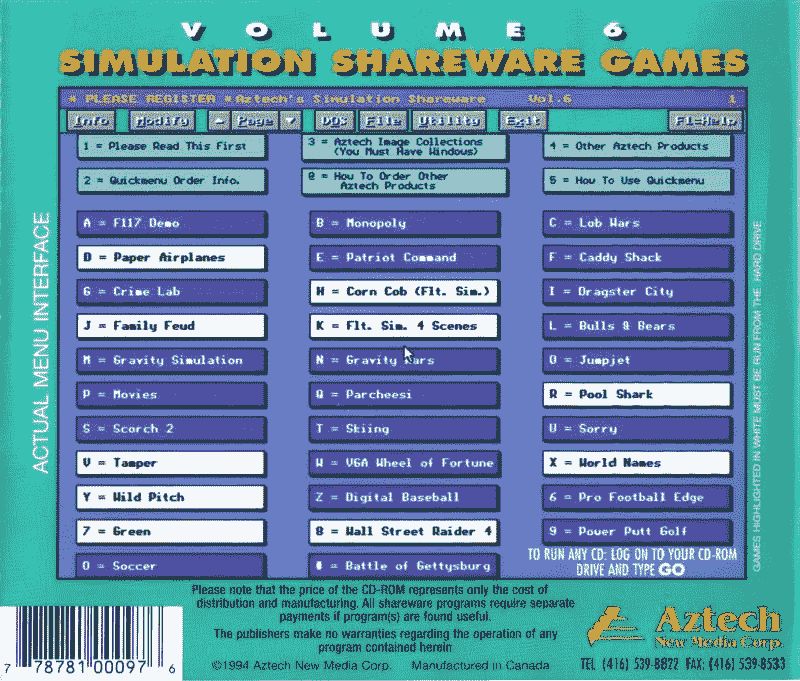 VOLUME 6
SIMULATION SHAREWARE GAMES
* PLEASE REGISTER *Aztech's Simulation Shareware Vol.6 1
Info Modify Page DOS File Utility Exit F1=Help
1 = Please Read This First
3 = Aztech Image Collections
(You Must Have Windows)
4 = Other Aztech Products
2 = Quickmenu Order Info.
@ = How To Order Other
Aztech Products
5 = How To Use Quickmenu
A = F117 Demo
B = Monopoly
C = Lob Wars
D = Paper Airplanes
E = Patriot Command
F = Caddy Shack
G = Crime Lab
H = Corn Cob (Flt. Sim.)
I = Dragster City
J = Family Feud
K = Flt. Sim. 4 Scenes
L = Bulls & Bears
M = Gravity Simulation
N = Gravity Wars
O = Jumpjet
P = Movies
Q = Parcheesi
R = Pool Shark
S = Scorch 2
T = Skiing
U = Sorry
V = Tamper
W = VGA Wheel of Fortune
X = World Names
Y = Wild Pitch
Z = Digital Baseball
6 = Pro Football Edge
7 = Green
8 = Wall Street Raider 4
9 = Power Putt Golf
0 = Soccer
# = Battle of Gettysburg
TO RUN ANY CD: LOG ON TO YOUR CD-ROM
DRIVE AND TYPE GO
ACTUAL MENU INTERFACE
GAMES HIGHLIGHTED IN WHITE MUST BE RUN FROM THE HARD DRIVE
Please note that the price of the CD-ROM represents only the cost of
distribution and manufacturing. All shareware programs require separate
payments if program(s) are found useful.
The publishers make no warranties regarding the operation of any
program contained herein
©1994 Aztech New Media Corp. Manufactured in Canada
7 78781 00097 6
Aztech
New Media Corp.
TEL (416) 539-8822 FAX: (416) 539-8533